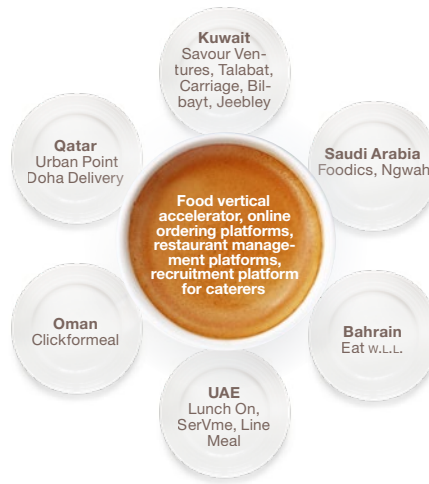 Kuwait
Savour Ven-
tures, Talabat,
Carriage, Bil-
bayt, Jeebley
Qatar
Urban Point
Doha Delivery
Saudi Arabia
Foodics, Ngwah
Food vertical
accelerator, online
ordering platforms,
restaurant manage-
ment platforms,
recruitment platform
for caterers
Oman
Clickformeal
Bahrain
Eat W.L.L.
UAE
Lunch On,
SerVme, Line
Meal